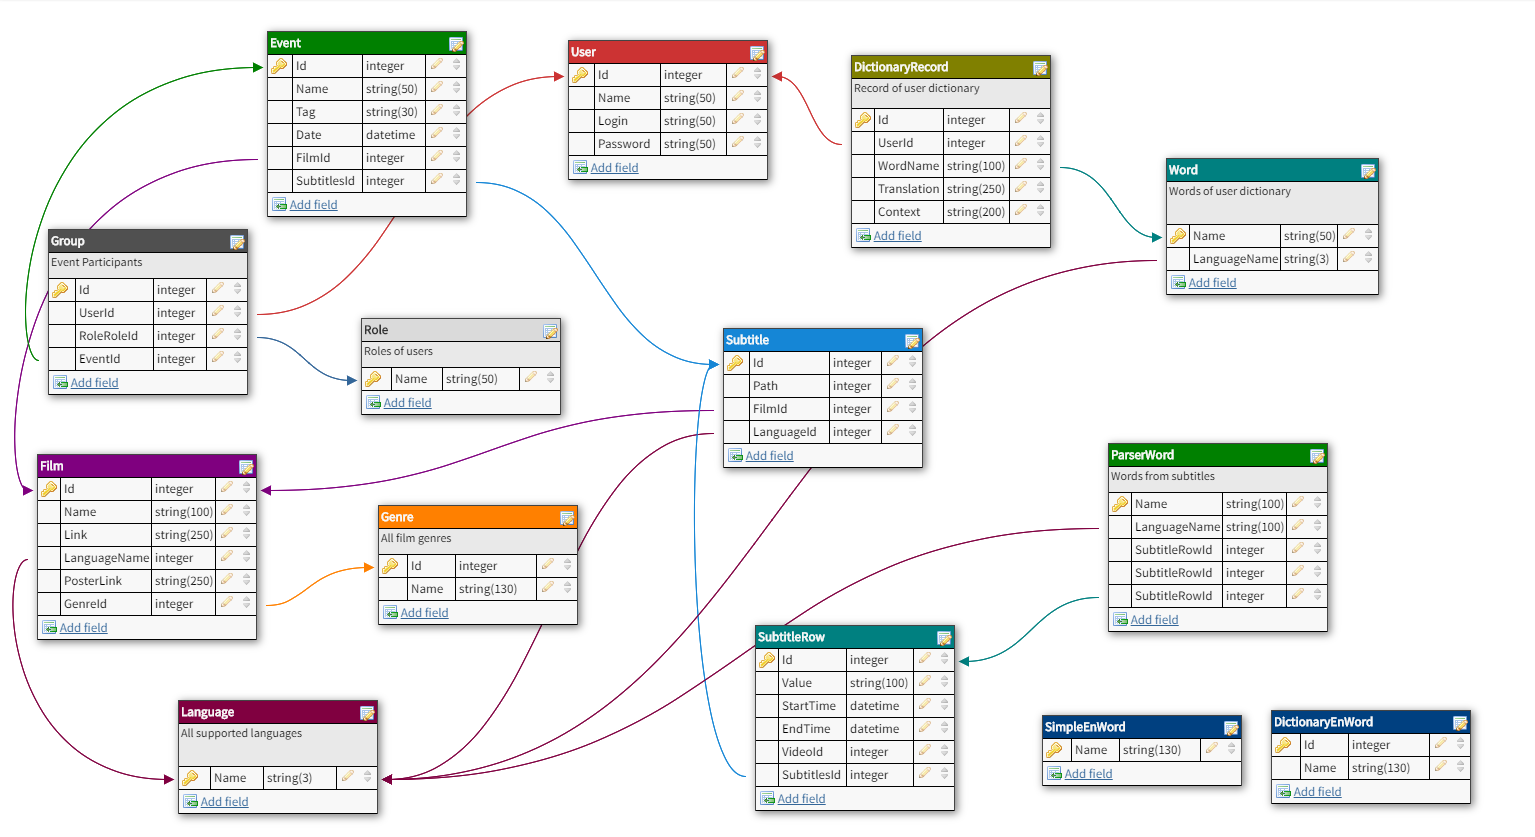 Event
Id integer
Name string(50)
Tag string(30)
Date datetime
FilmId integer
SubtitlesId integer
Add field
User
Id integer
Name string(50)
Login string(50)
Password string(50)
Add field
DictionaryRecord
Record of user dictionary
Id integer
UserId integer
WordName string(100)
Translation string(250)
Context string(200)
Add field
Word
Words of user dictionary
Name string(50)
LanguageName string(3)
Add field
Group
Event Participants
Id integer
UserId integer
RoleRoleId integer
EventId integer
Add field
Role
Roles of users
Name string(50)
Add field
Subtitle
Id integer
Path integer
FilmId integer
LanguageId integer
Add field
Film
Id integer
Name string(100)
Link string(250)
LanguageName integer
PosterLink string(250)
GenreId integer
Add field
Genre
All film genres
Id integer
Name string(130)
Add field
ParserWord
Words from subtitles
Name string(100)
LanguageName string(100)
SubtitleRowId integer
SubtitleRowId integer
SubtitleRowId integer
Add field
SubtitleRow
Id integer
Value string(100)
StartTime datetime
EndTime datetime
VideoId integer
SubtitlesId integer
Add field
Language
All supported languages
Name string(3)
Add field
SimpleEnWord
Name string(130)
Add field
DictionaryEnWord
Id integer
Name string(130)
Add field